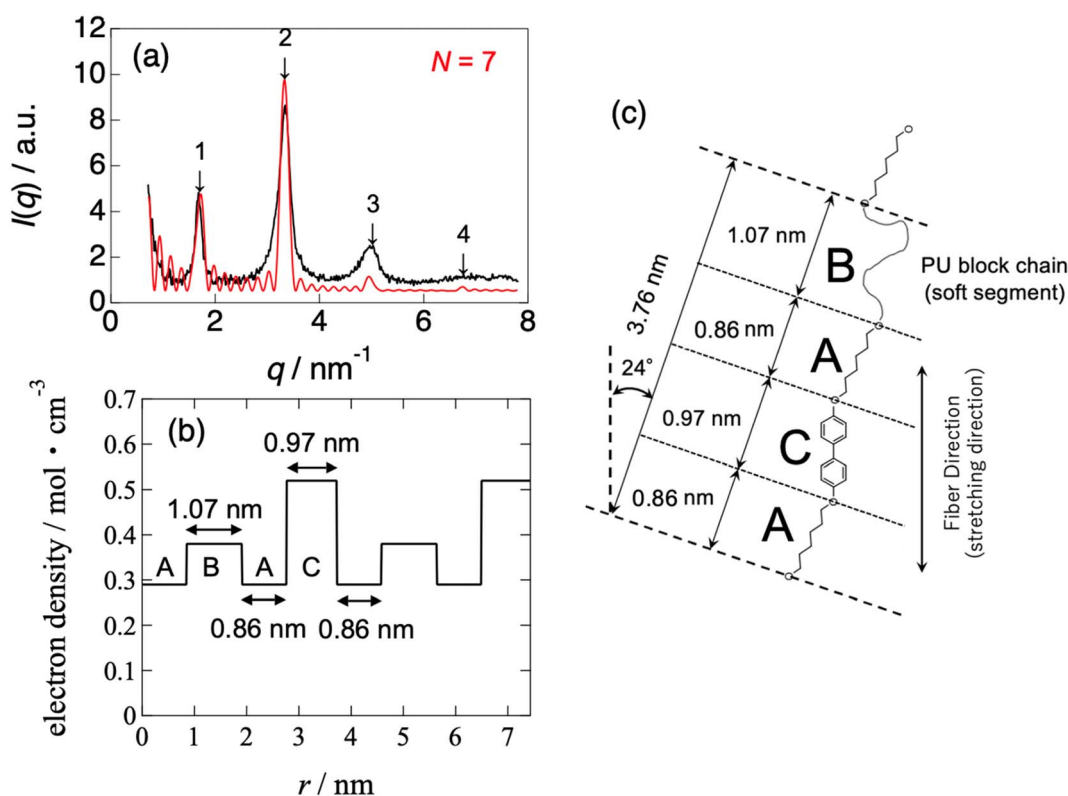 (a)
N = 7
1
2
3
4
12
10
8
6
4
2
0
I(q) / a.u.
0 2 4 6 8
q / nm-1
(b)
0.7
0.6
0.5
0.4
0.3
0.2
0.1
0
electron density / mol・cm-3
0.97 nm
1.07 nm
A B A C
0.86 nm 0.86 nm
0 1 2 3 4 5 6 7
r / nm
(c)
1.07 nm
B
PU block chain
(soft segment)
3.76 nm
0.86 nm
A
24°
0.97 nm
C
0.86 nm
A
Fiber Direction
(stretching direction)